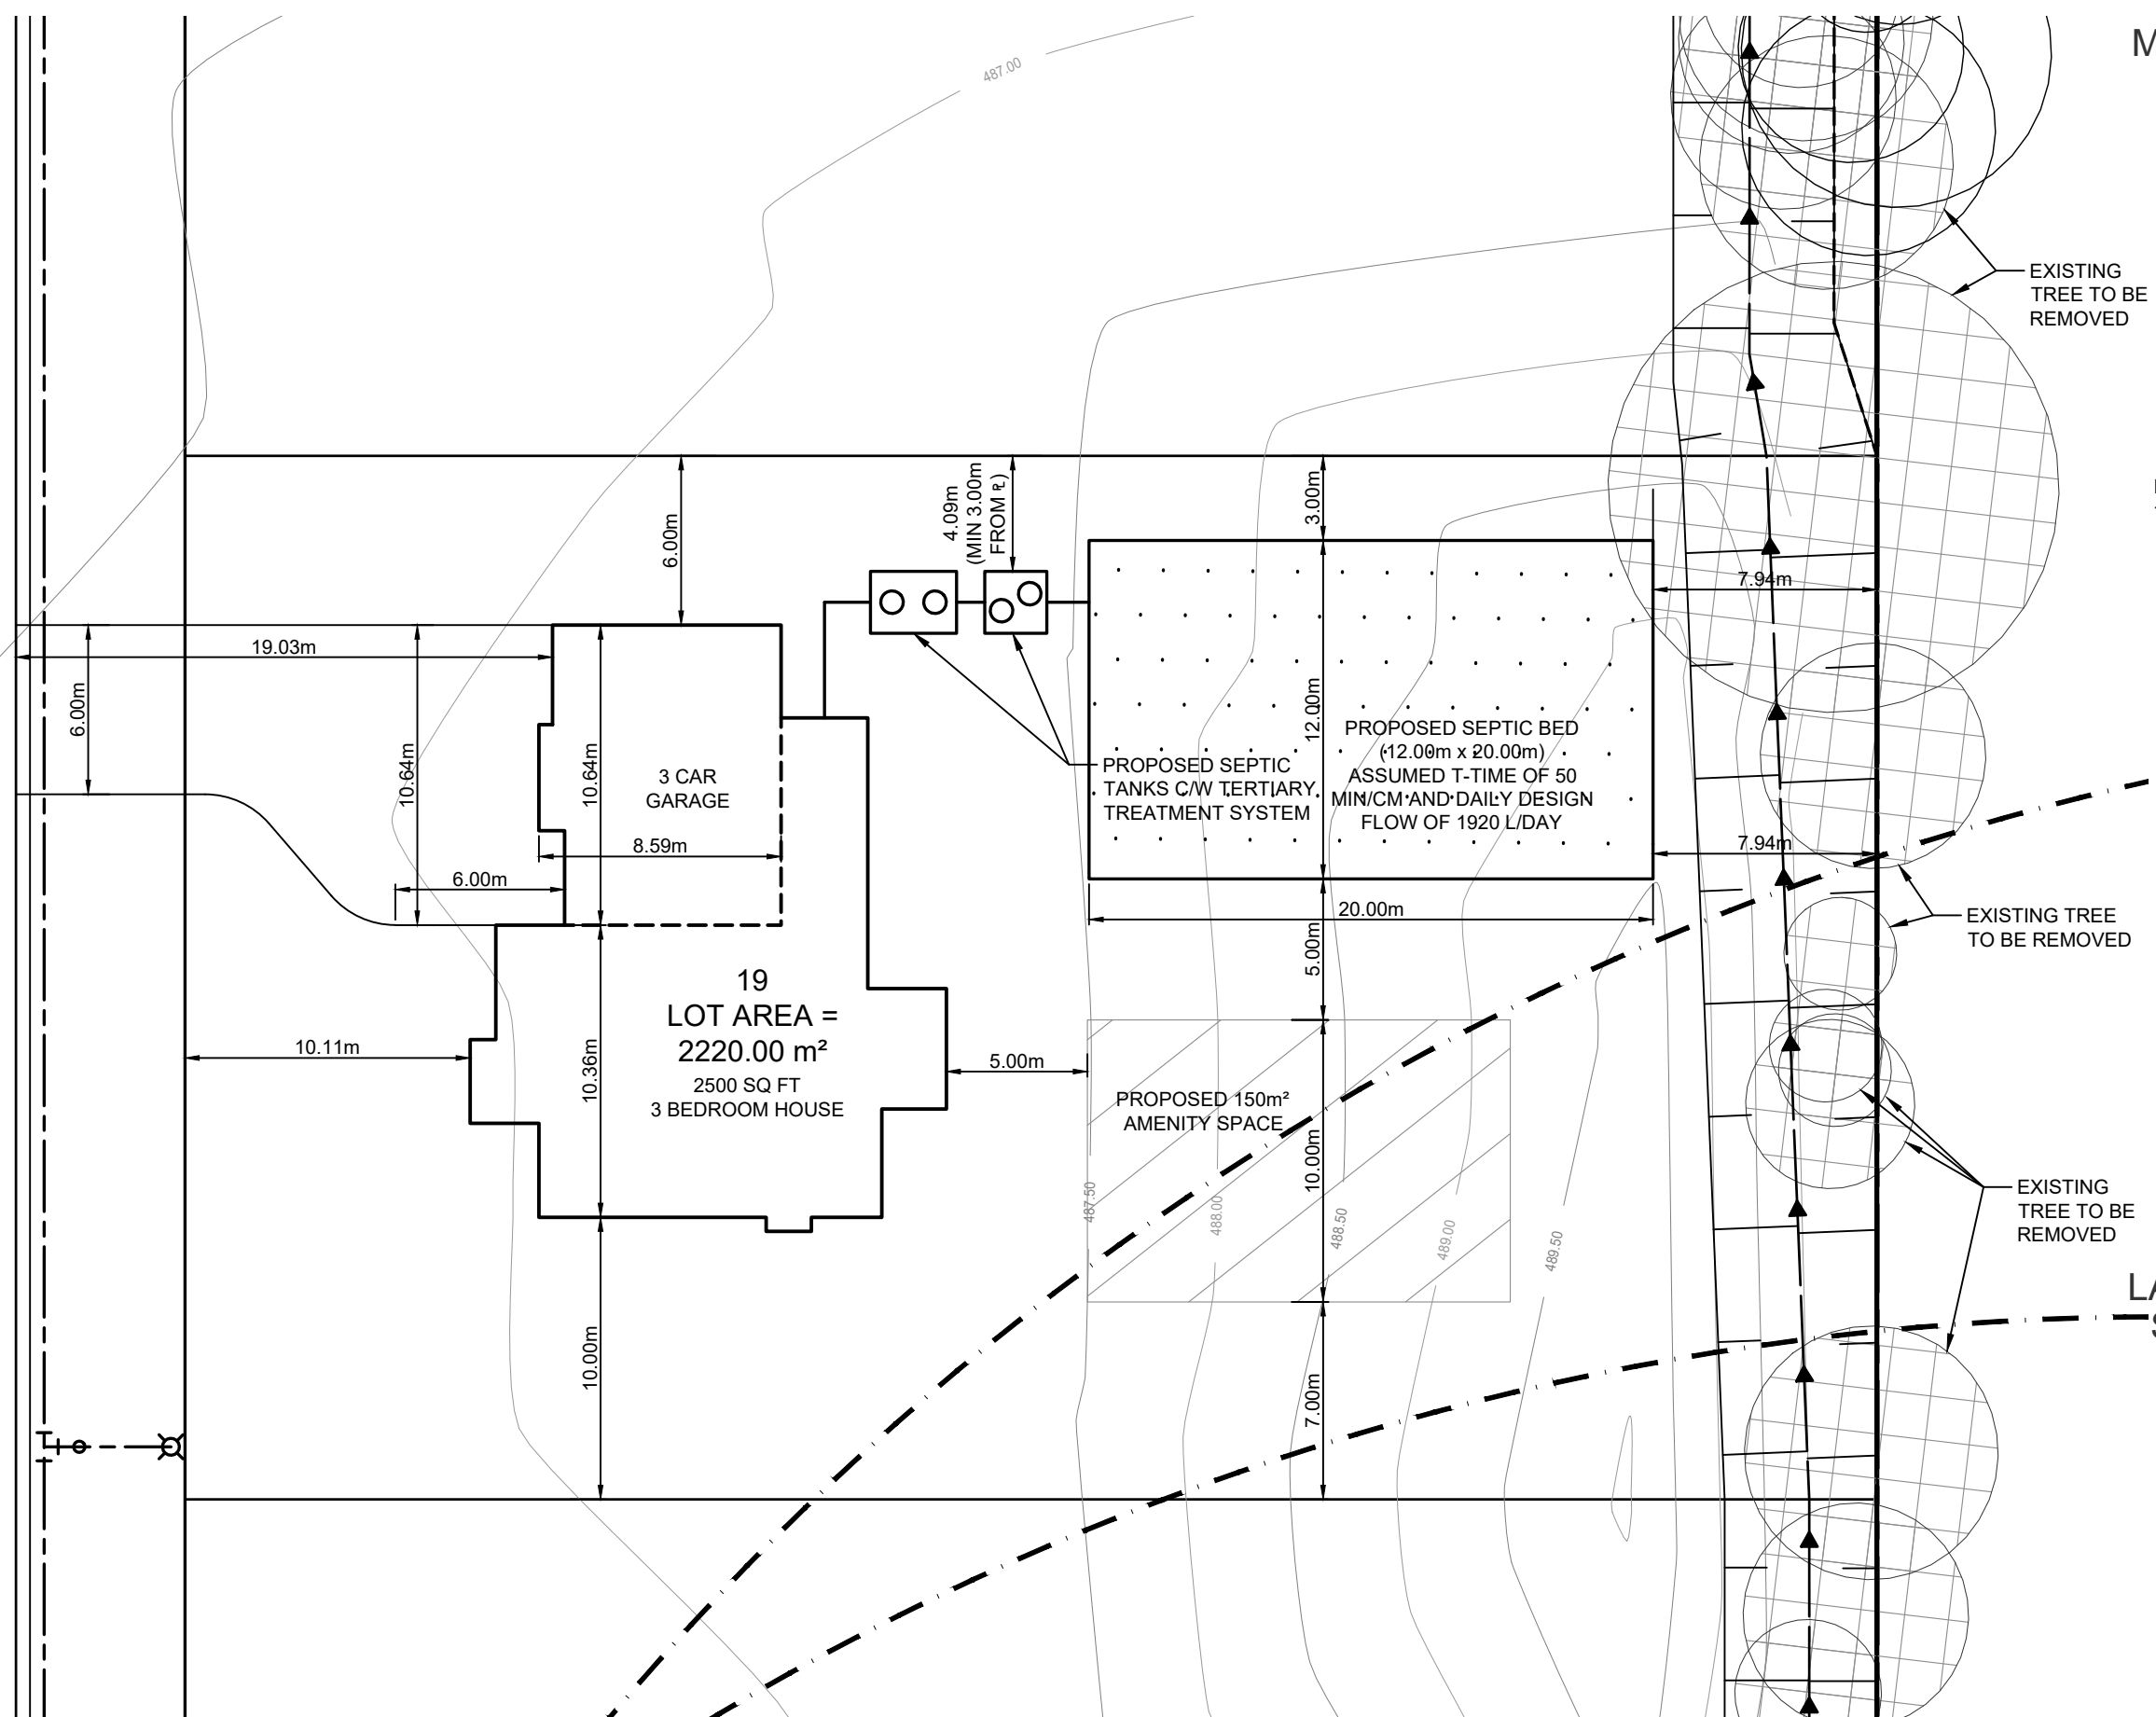 M
487.00
EXISTING
TREE TO BE
REMOVED
6.00m
4.09m
(MIN 3.00m
FROM ⅊)
3.00m
19.03m
6.00m
10.64m
10.64m
3 CAR
GARAGE
8.59m
6.00m
12.00m
PROPOSED SEPTIC
TANKS C/W TERTIARY
TREATMENT SYSTEM
PROPOSED SEPTIC BED
(12.00m x 20.00m)
ASSUMED T-TIME OF 50
MIN/CM AND DAILY DESIGN
FLOW OF 1920 L/DAY
7.94m
7.94m
20.00m
EXISTING TREE
TO BE REMOVED
5.00m
19
LOT AREA =
2220.00 m²
2500 SQ FT
3 BEDROOM HOUSE
10.11m
10.36m
5.00m
PROPOSED 150m²
AMENITY SPACE
10.00m
487.50
488.00
488.50
489.00
489.50
EXISTING
TREE TO BE
REMOVED
LA
10.00m
7.00m